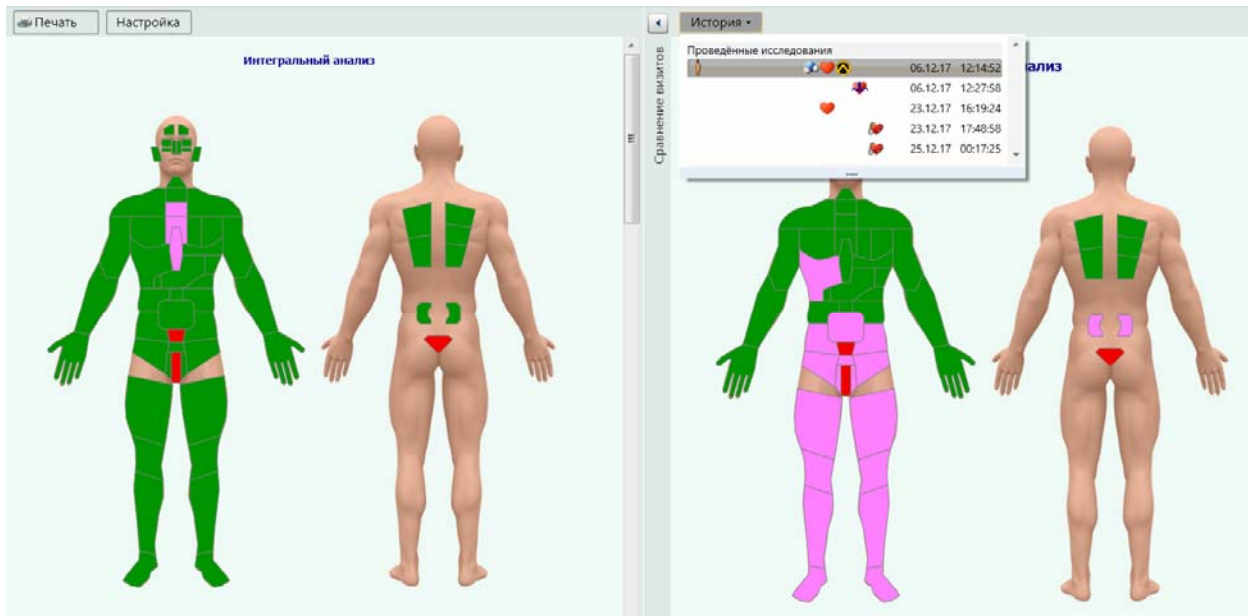 Печать
Настройка
Интегральный анализ
Сравнение визитов
История
Проведённые исследования
06.12.17 12:14:52
06.12.17 12:27:58
23.12.17 16:19:24
23.12.17 17:48:58
25.12.17 00:17:25
ализ